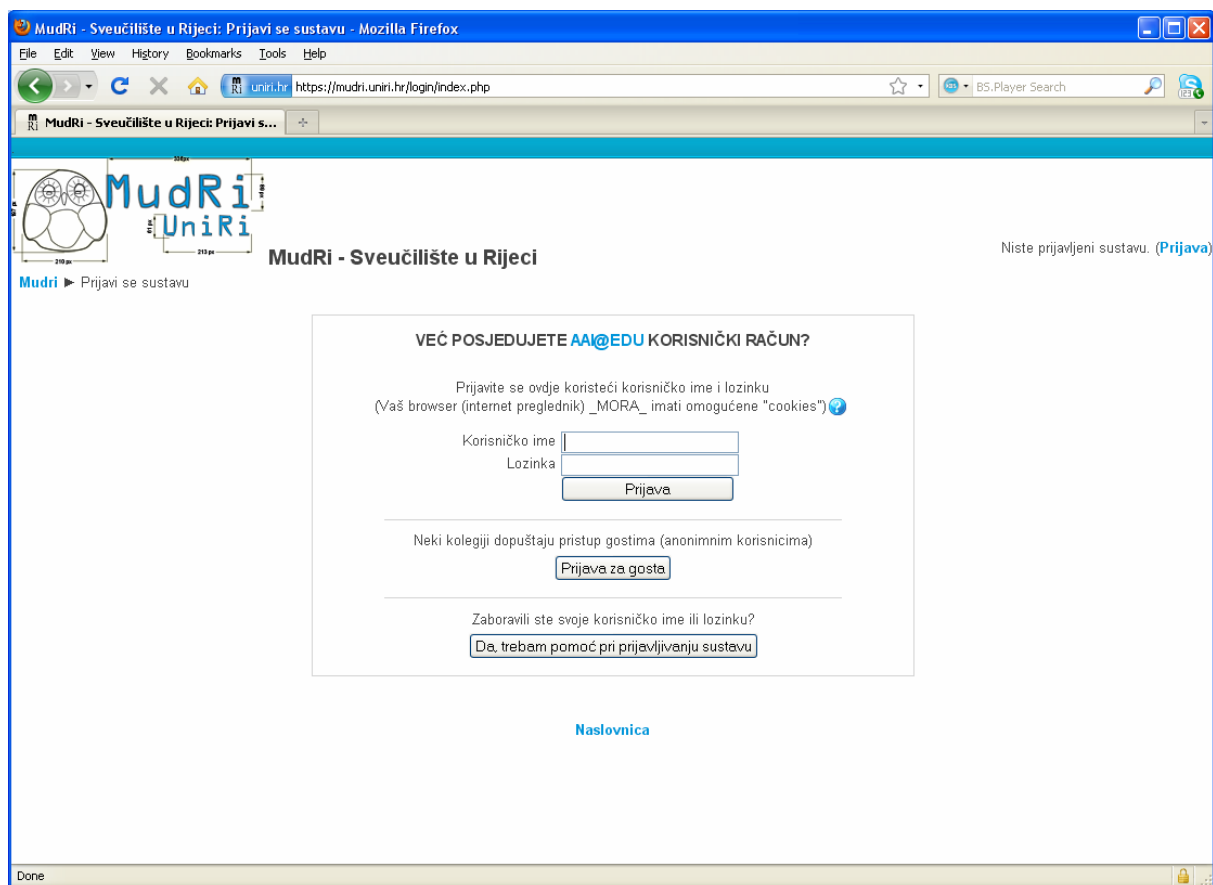 MudRi - Sveučilište u Rijeci: Prijavi se sustavu - Mozilla Firefox
File Edit View History Bookmarks Tools Help
uniri.hr https://mudri.uniri.hr/login/index.php BS.Player Search
MudRi - Sveučilište u Rijeci: Prijavi s...
MudRi
UniRi
213 px
210 px
MudRi - Sveučilište u Rijeci
Niste prijavljeni sustavu. (Prijava)
Mudri ► Prijavi se sustavu
VEĆ POSJEDUJETE AAI@EDU KORISNIČKI RAČUN?
Prijavite se ovdje koristeći korisničko ime i lozinku
(Vaš browser (internet preglednik) _MORA_ imati omogućene "cookies")
Korisničko ime
Lozinka
Prijava
Neki kolegiji dopuštaju pristup gostima (anonimnim korisnicima)
Prijava za gosta
Zaboravili ste svoje korisničko ime ili lozinku?
Da, trebam pomoć pri prijavljivanju sustavu
Naslovnica
Done